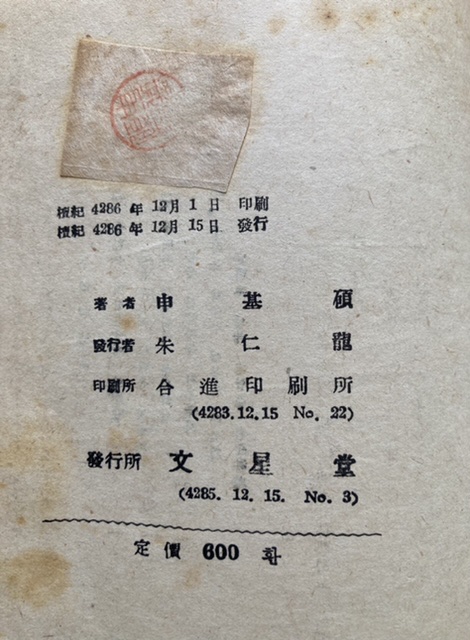 檀紀 4286 年 12月 1 日 印刷
檀紀 4286 年 12月 15日 發行
著者 申基碩
發行者 朱仁龍
印刷所 合進印刷所
(4283.12.15 No. 22)
發行所 文星堂
(4285. 12. 15. No. 3)
定價 600 환